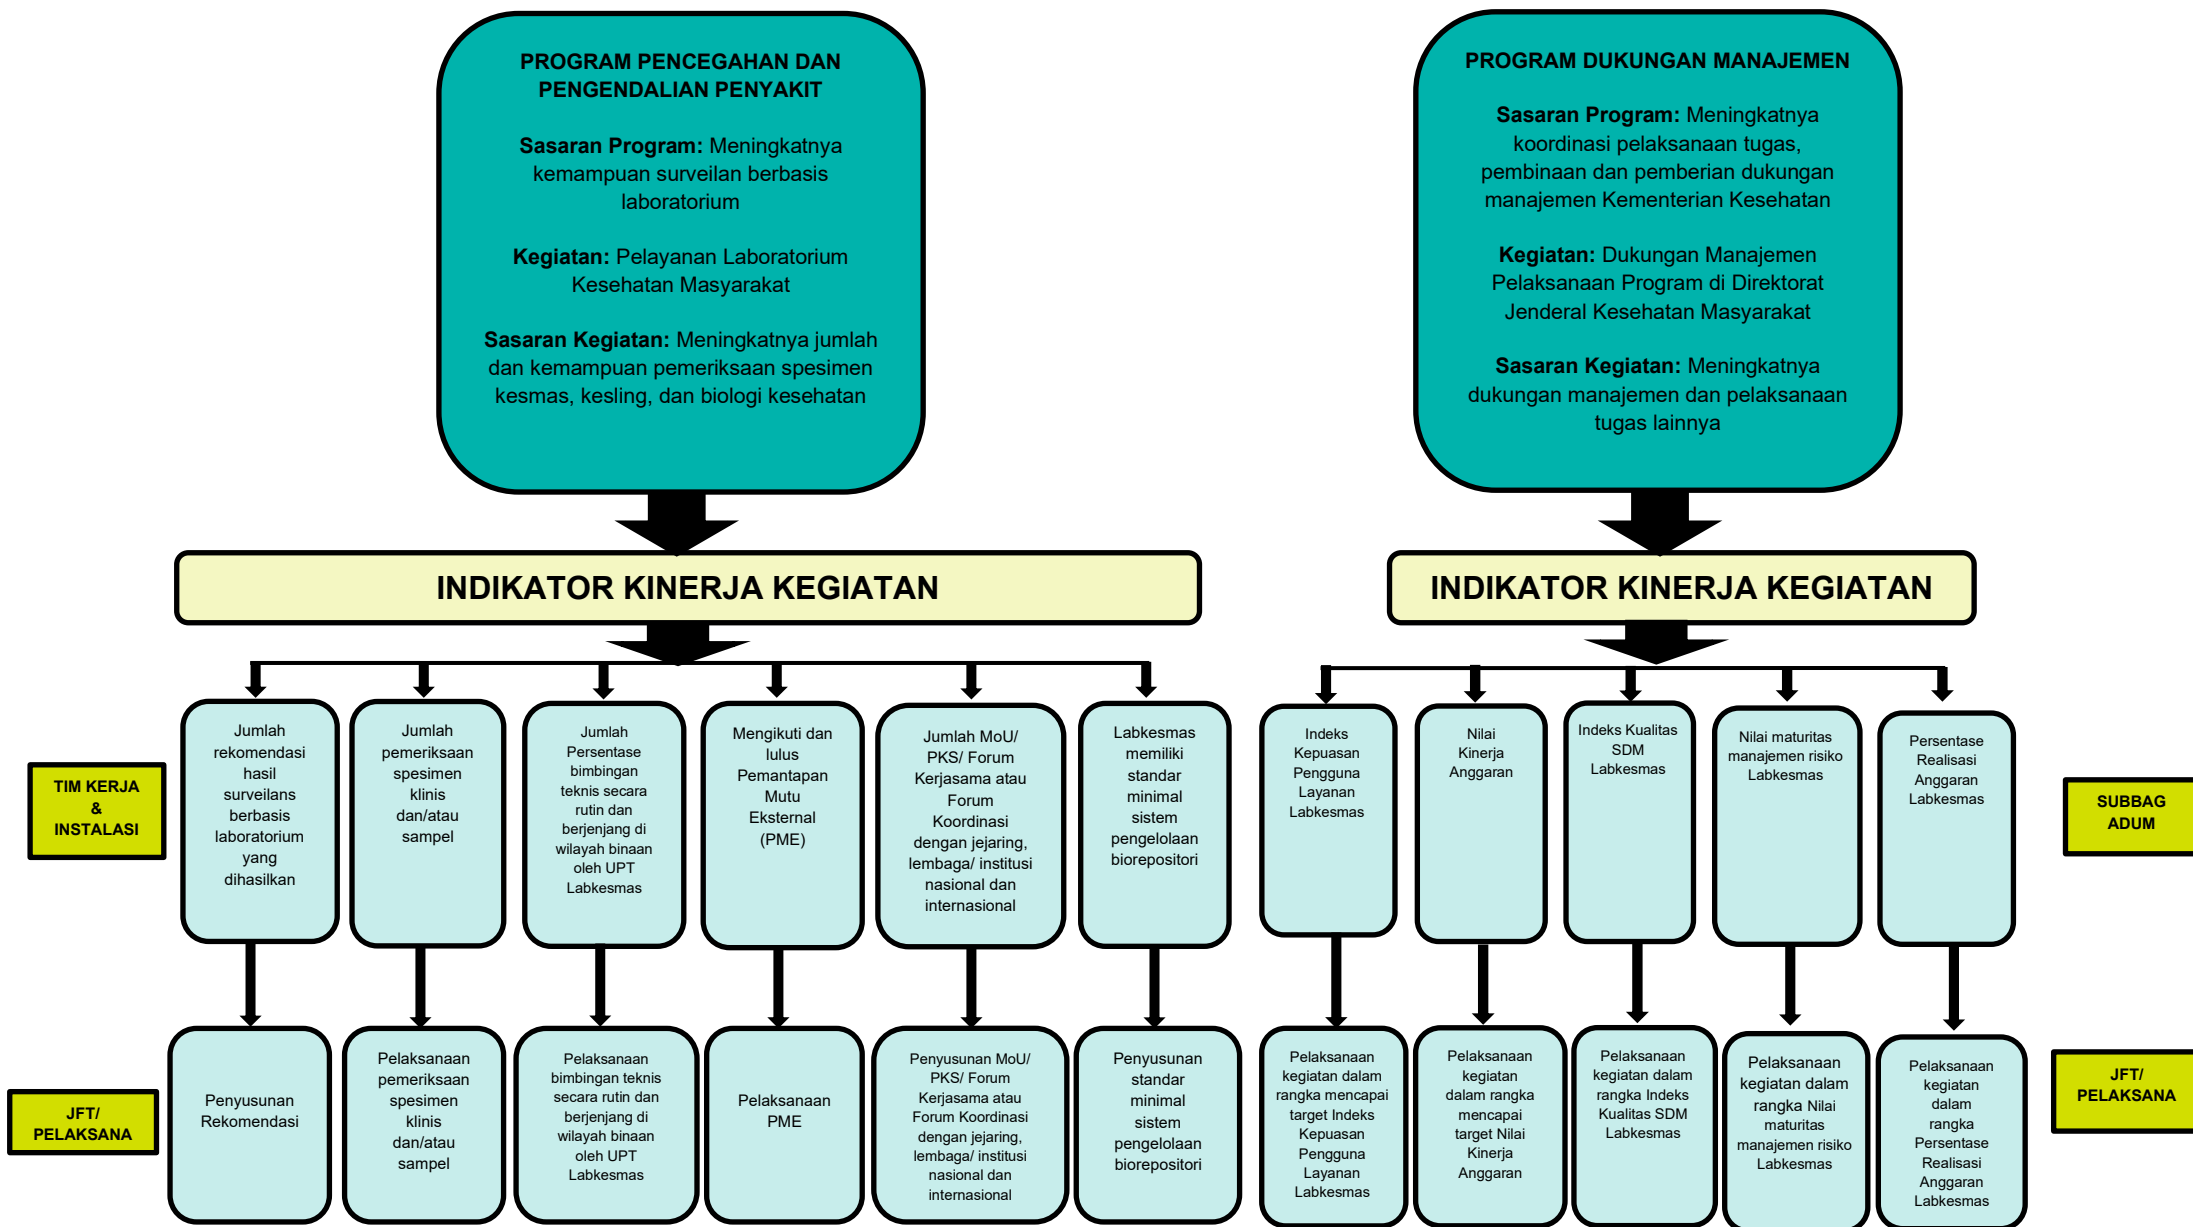 PROGRAM PENCEGAHAN DAN
PENGENDALIAN PENYAKIT
Sasaran Program: Meningkatnya
kemampuan surveilan berbasis
laboratorium
Kegiatan: Pelayanan Laboratorium
Kesehatan Masyarakat
Sasaran Kegiatan: Meningkatnya jumlah
dan kemampuan pemeriksaan spesimen
kesmas, kesling, dan biologi kesehatan
PROGRAM DUKUNGAN MANAJEMEN
Sasaran Program: Meningkatnya
koordinasi pelaksanaan tugas,
pembinaan dan pemberian dukungan
manajemen Kementerian Kesehatan
Kegiatan: Dukungan Manajemen
Pelaksanaan Program di Direktorat
Jenderal Kesehatan Masyarakat
Sasaran Kegiatan: Meningkatnya
dukungan manajemen dan pelaksanaan
tugas lainnya
INDIKATOR KINERJA KEGIATAN
INDIKATOR KINERJA KEGIATAN
TIM KERJA
&
INSTALASI
Jumlah
rekomendasi
hasil
surveilans
berbasis
laboratorium
yang
dihasilkan
Jumlah
pemeriksaan
spesimen
klinis
dan/atau
sampel
Jumlah
Persentase
bimbingan
teknis secara
rutin dan
berjenjang di
wilayah binaan
oleh UPT
Labkesmas
Mengikuti dan
lulus
Pemantapan
Mutu
Eksternal
(PME)
Jumlah MoU/
PKS/ Forum
Kerjasama atau
Forum
Koordinasi
dengan jejaring,
lembaga/ institusi
nasional dan
internasional
Labkesmas
memiliki
standar
minimal
sistem
pengelolaan
biorepositori
Indeks
Kepuasan
Pengguna
Layanan
Labkesmas
Nilai
Kinerja
Anggaran
Indeks Kualitas
SDM
Labkesmas
Nilai maturitas
manajemen risiko
Labkesmas
Persentase
Realisasi
Anggaran
Labkesmas
SUBBAG
ADUM
JFT/
PELAKSANA
Penyusunan
Rekomendasi
Pelaksanaan
pemeriksaan
spesimen
klinis
dan/atau
sampel
Pelaksanaan
bimbingan teknis
secara rutin dan
berjenjang di
wilayah binaan
oleh UPT
Labkesmas
Pelaksanaan
PME
Penyusunan MoU/
PKS/ Forum
Kerjasama atau
Forum Koordinasi
dengan jejaring,
lembaga/ institusi
nasional dan
internasional
Penyusunan
standar
minimal
sistem
pengelolaan
biorepositori
Pelaksanaan
kegiatan dalam
rangka mencapai
target Indeks
Kepuasan
Pengguna
Layanan
Labkesmas
Pelaksanaan
kegiatan
dalam rangka
mencapai
target Nilai
Kinerja
Anggaran
Pelaksanaan
kegiatan dalam
rangka Indeks
Kualitas SDM
Labkesmas
Pelaksanaan
kegiatan dalam
rangka Nilai
maturitas
manajemen risiko
Labkesmas
Pelaksanaan
kegiatan
dalam
rangka
Persentase
Realisasi
Anggaran
Labkesmas
JFT/
PELAKSANA